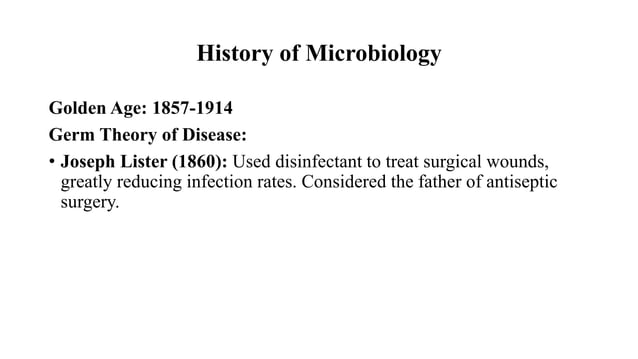 History of Microbiology
Golden Age: 1857-1914
Germ Theory of Disease:
• Joseph Lister (1860): Used disinfectant to treat surgical wounds,
greatly reducing infection rates. Considered the father of antiseptic
surgery.